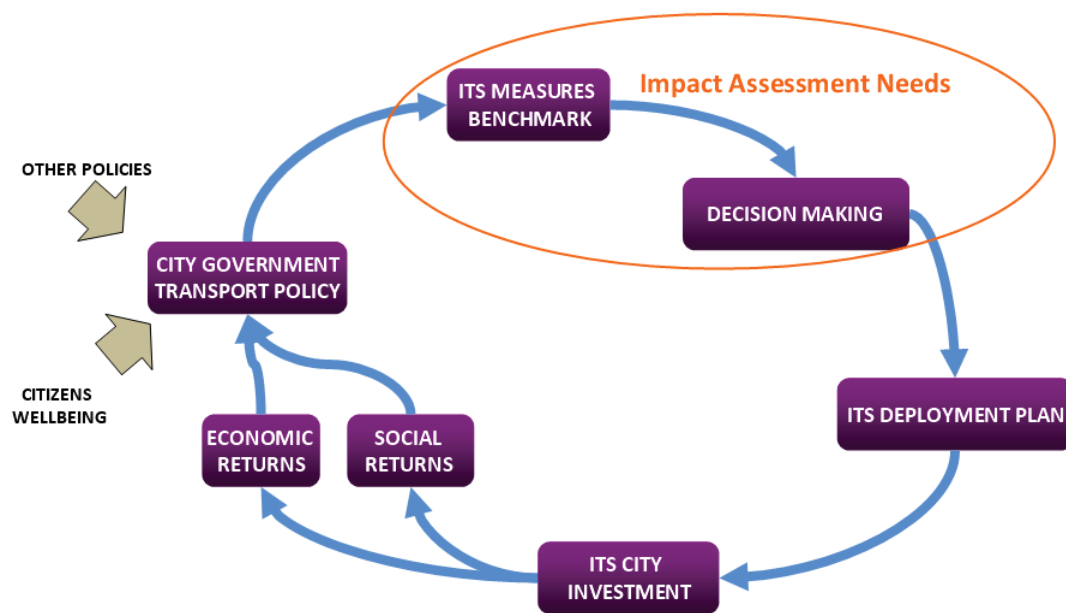 ITS MEASURES
BENCHMARK
Impact Assessment Needs
OTHER POLICIES
DECISION MAKING
CITY GOVERNMENT
TRANSPORT POLICY
CITIZENS
WELLBEING
ITS DEPLOYMENT PLAN
ECONOMIC
RETURNS
SOCIAL
RETURNS
ITS CITY
INVESTMENT